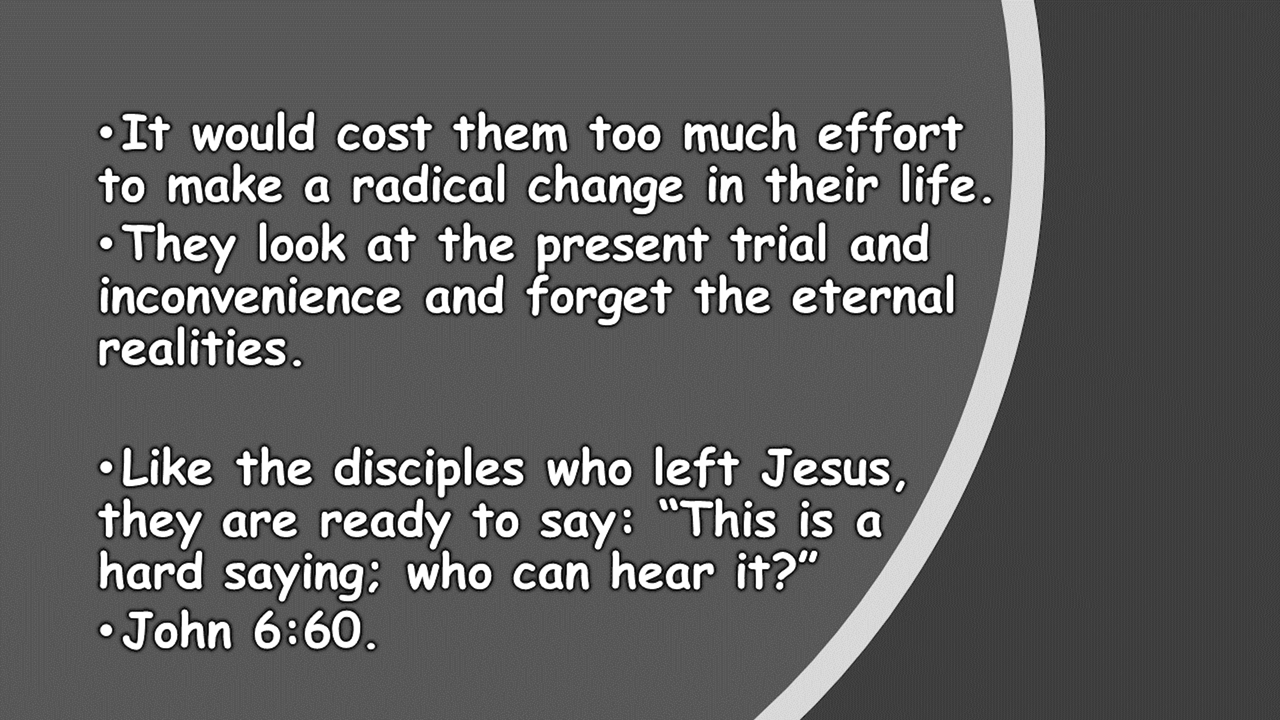 •It would cost them too much effort
to make a radical change in their life.
•They look at the present trial and
inconvenience and forget the eternal
realities.
•Like the disciples who left Jesus,
they are ready to say: “This is a
hard saying; who can hear it?”
•John 6:60.